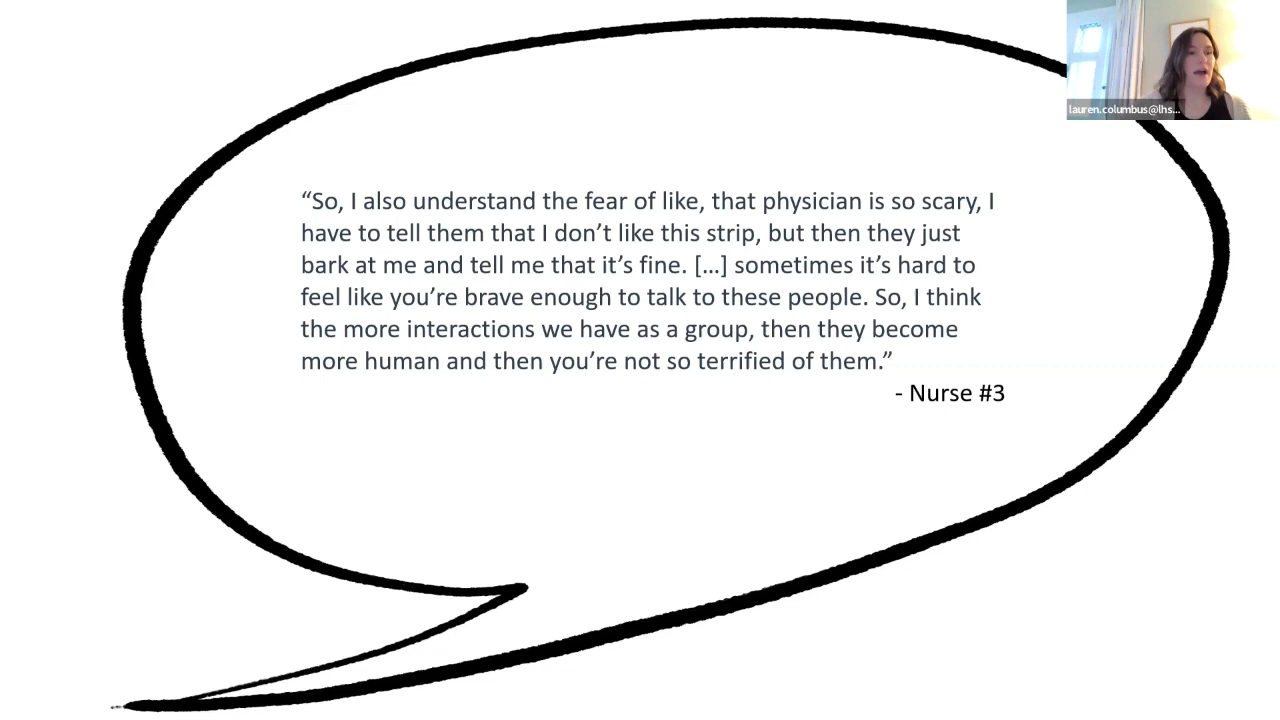 lauren.columbus@lhs...
“So, I also understand the fear of like, that physician is so scary, I
have to tell them that I don’t like this strip, but then they just
bark at me and tell me that it’s fine. […] sometimes it’s hard to
feel like you’re brave enough to talk to these people. So, I think
the more interactions we have as a group, then they become
more human and then you’re not so terrified of them.”
- Nurse #3